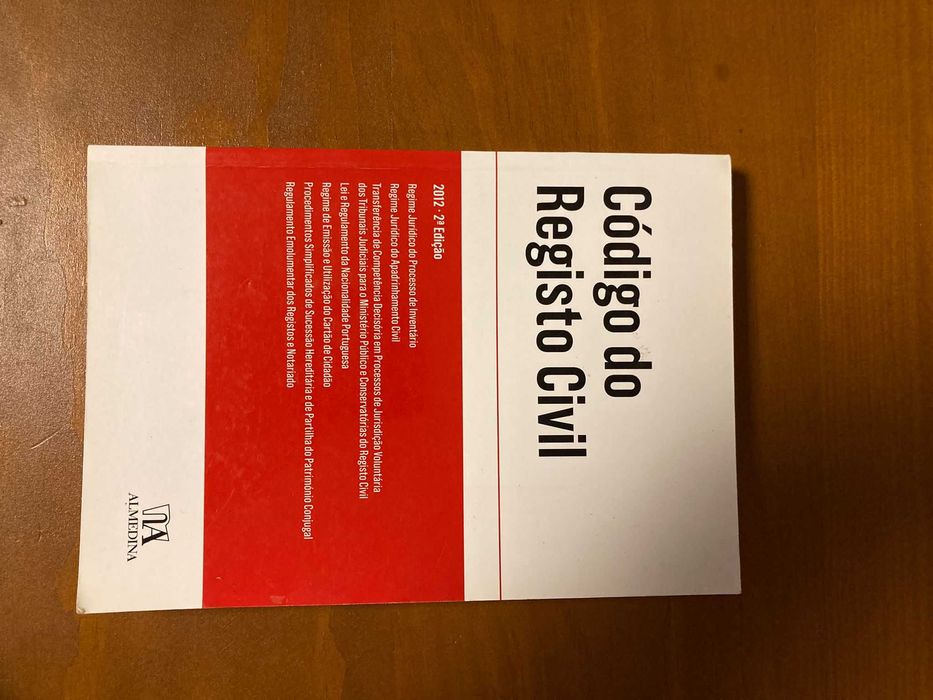 Código do
Registo Civil
2012 · 2ª Edição
Regime Jurídico do Processo de Inventário
Regime Jurídico do Apadrinhamento Civil
Transferência de Competência Decisória em Processos de Jurisdição Voluntária
dos Tribunais Judiciais para o Ministério Público e Conservatórias do Registo Civil
Lei e Regulamento da Nacionalidade Portuguesa
Regime de Emissão e Utilização do Cartão de Cidadão
Procedimentos Simplificados de Sucessão Hereditária e de Partilha do Património Conjugal
Regulamento Emolumentar dos Registos e Notariado
ALMEDINA